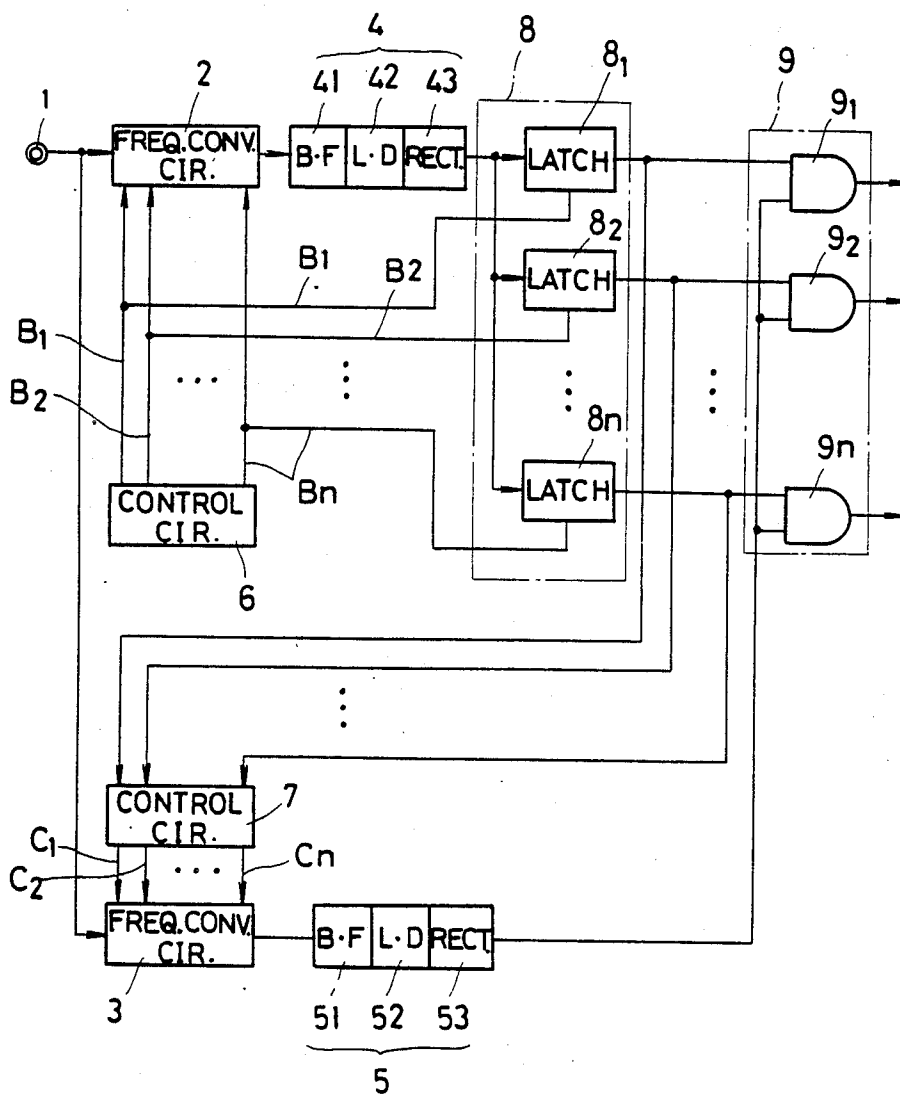 4
8
8₁
9
9₁
1
2
41
42
43
FREQ. CONV.
CIR.
B·F
L·D
RECT.
LATCH
8₂
9₂
LATCH
B1
B2
B₁
B₂
...
8n
9n
LATCH
Bn
CONTROL
CIR.
6
CONTROL
CIR.
7
C₁
C₂
...
Cn
FREQ. CONV.
CIR.
B·F
L·D
RECT.
3
51
52
53
5